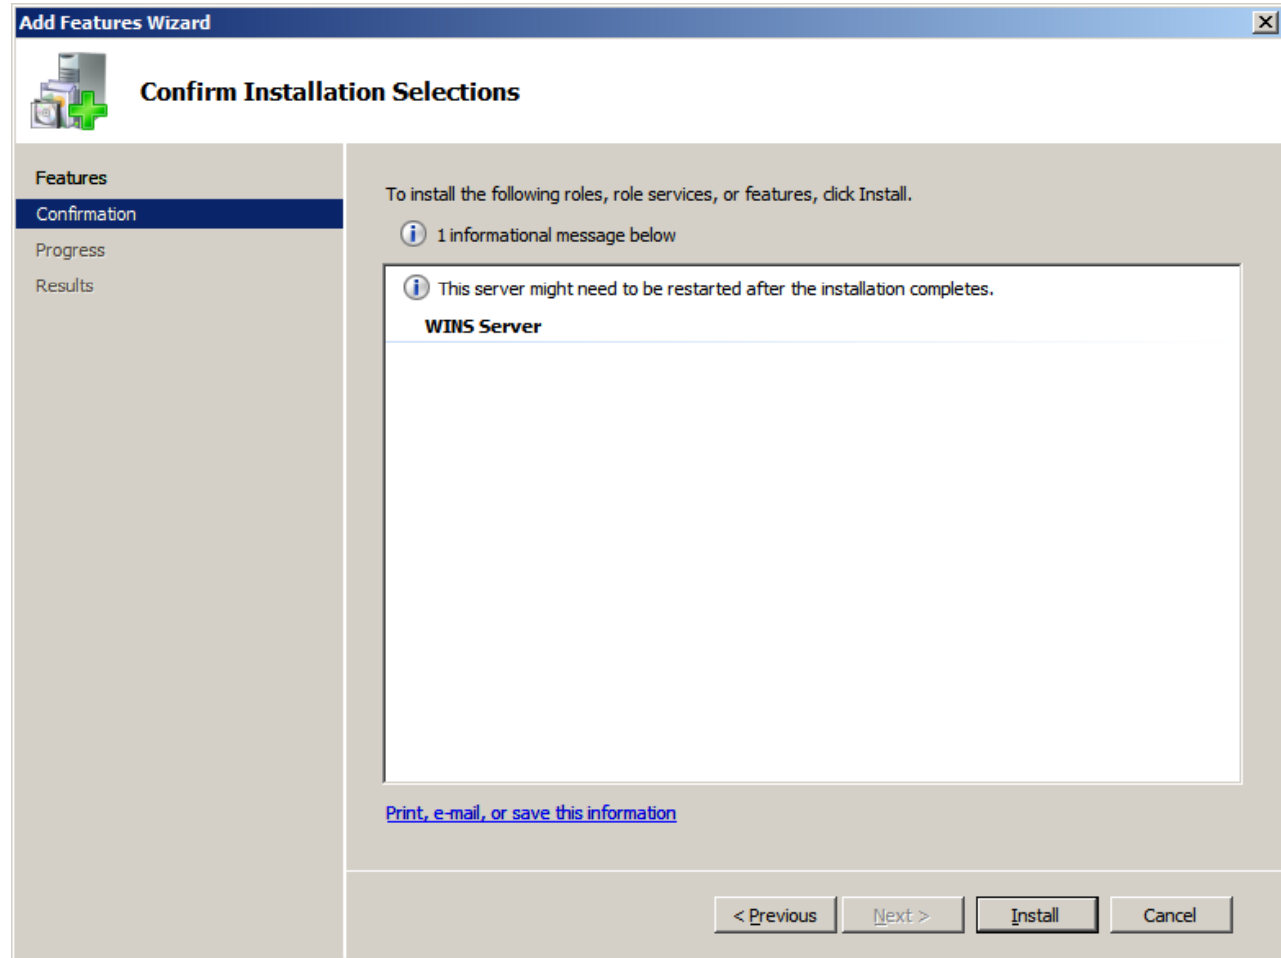 Add Features Wizard
Confirm Installation Selections
Features
Confirmation
Progress
Results
To install the following roles, role services, or features, click Install.
1 informational message below
This server might need to be restarted after the installation completes.
WINS Server
Print, e-mail, or save this information
< Previous
Next >
Install
Cancel